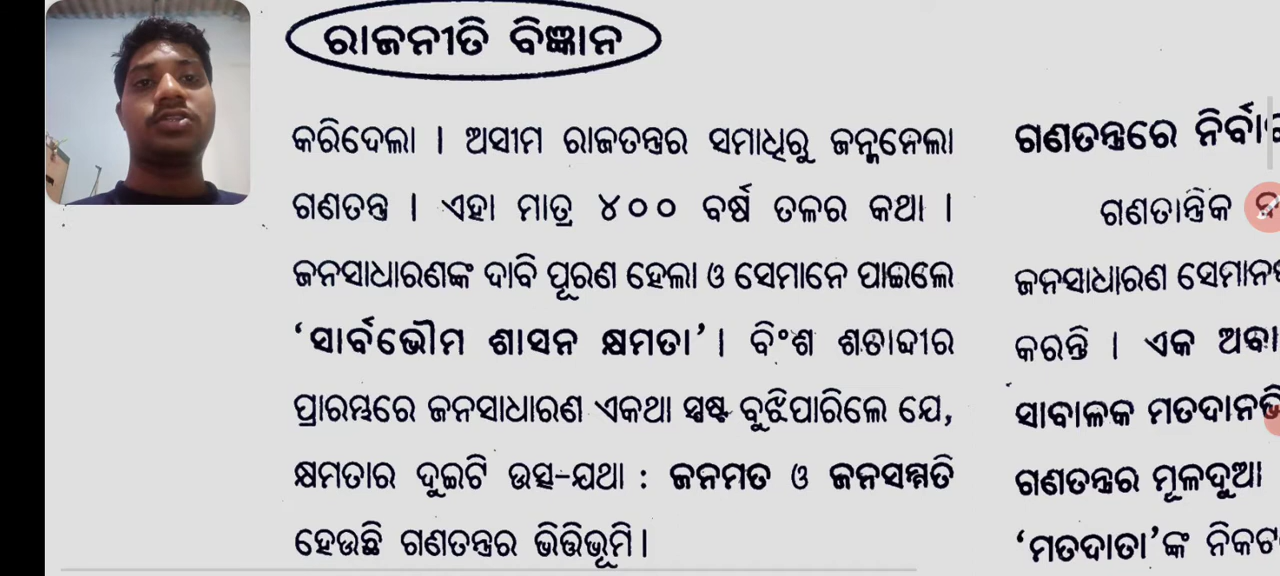 ରାଜନୀତି ବିଜ୍ଞାନ
କରିଦେଲା । ଅସୀମ ରାଜତନ୍ତ୍ରର ସମାଧିରୁ ଜନ୍ମନେଲା
ଗଣତନ୍ତ୍ର । ଏହା ମାତ୍ର ୪୦୦ ବର୍ଷ ତଳର କଥା ।
ଜନସାଧାରଣଙ୍କ ଦାବି ପୂରଣ ହେଲା ଓ ସେମାନେ ପାଇଲେ
‘ସାର୍ବଭୌମ ଶାସନ କ୍ଷମତା’ । ବିଂଶ ଶତାବ୍ଦୀର
ପ୍ରାରମ୍ଭରେ ଜନସାଧାରଣ ଏକଥା ସ୍ପଷ୍ଟ ବୁଝିପାରିଲେ ଯେ,
କ୍ଷମତାର ଦୁଇଟି ଉତ୍ସ-ଯଥା : ଜନମତ ଓ ଜନସମ୍ମତି
ହେଉଛି ଗଣତନ୍ତ୍ରର ଭିତ୍ତିଭୂମି ।
ଗଣତନ୍ତ୍ରରେ
ଗଣତାନ୍ତ୍ରିକ
ଜନସାଧାରଣ
କରନ୍ତି । ଏକ
ସାବାଳକ
ଗଣତନ୍ତ୍ରର ମୂଳଦୁଆ
‘ମତଦାତା’ଙ୍କ